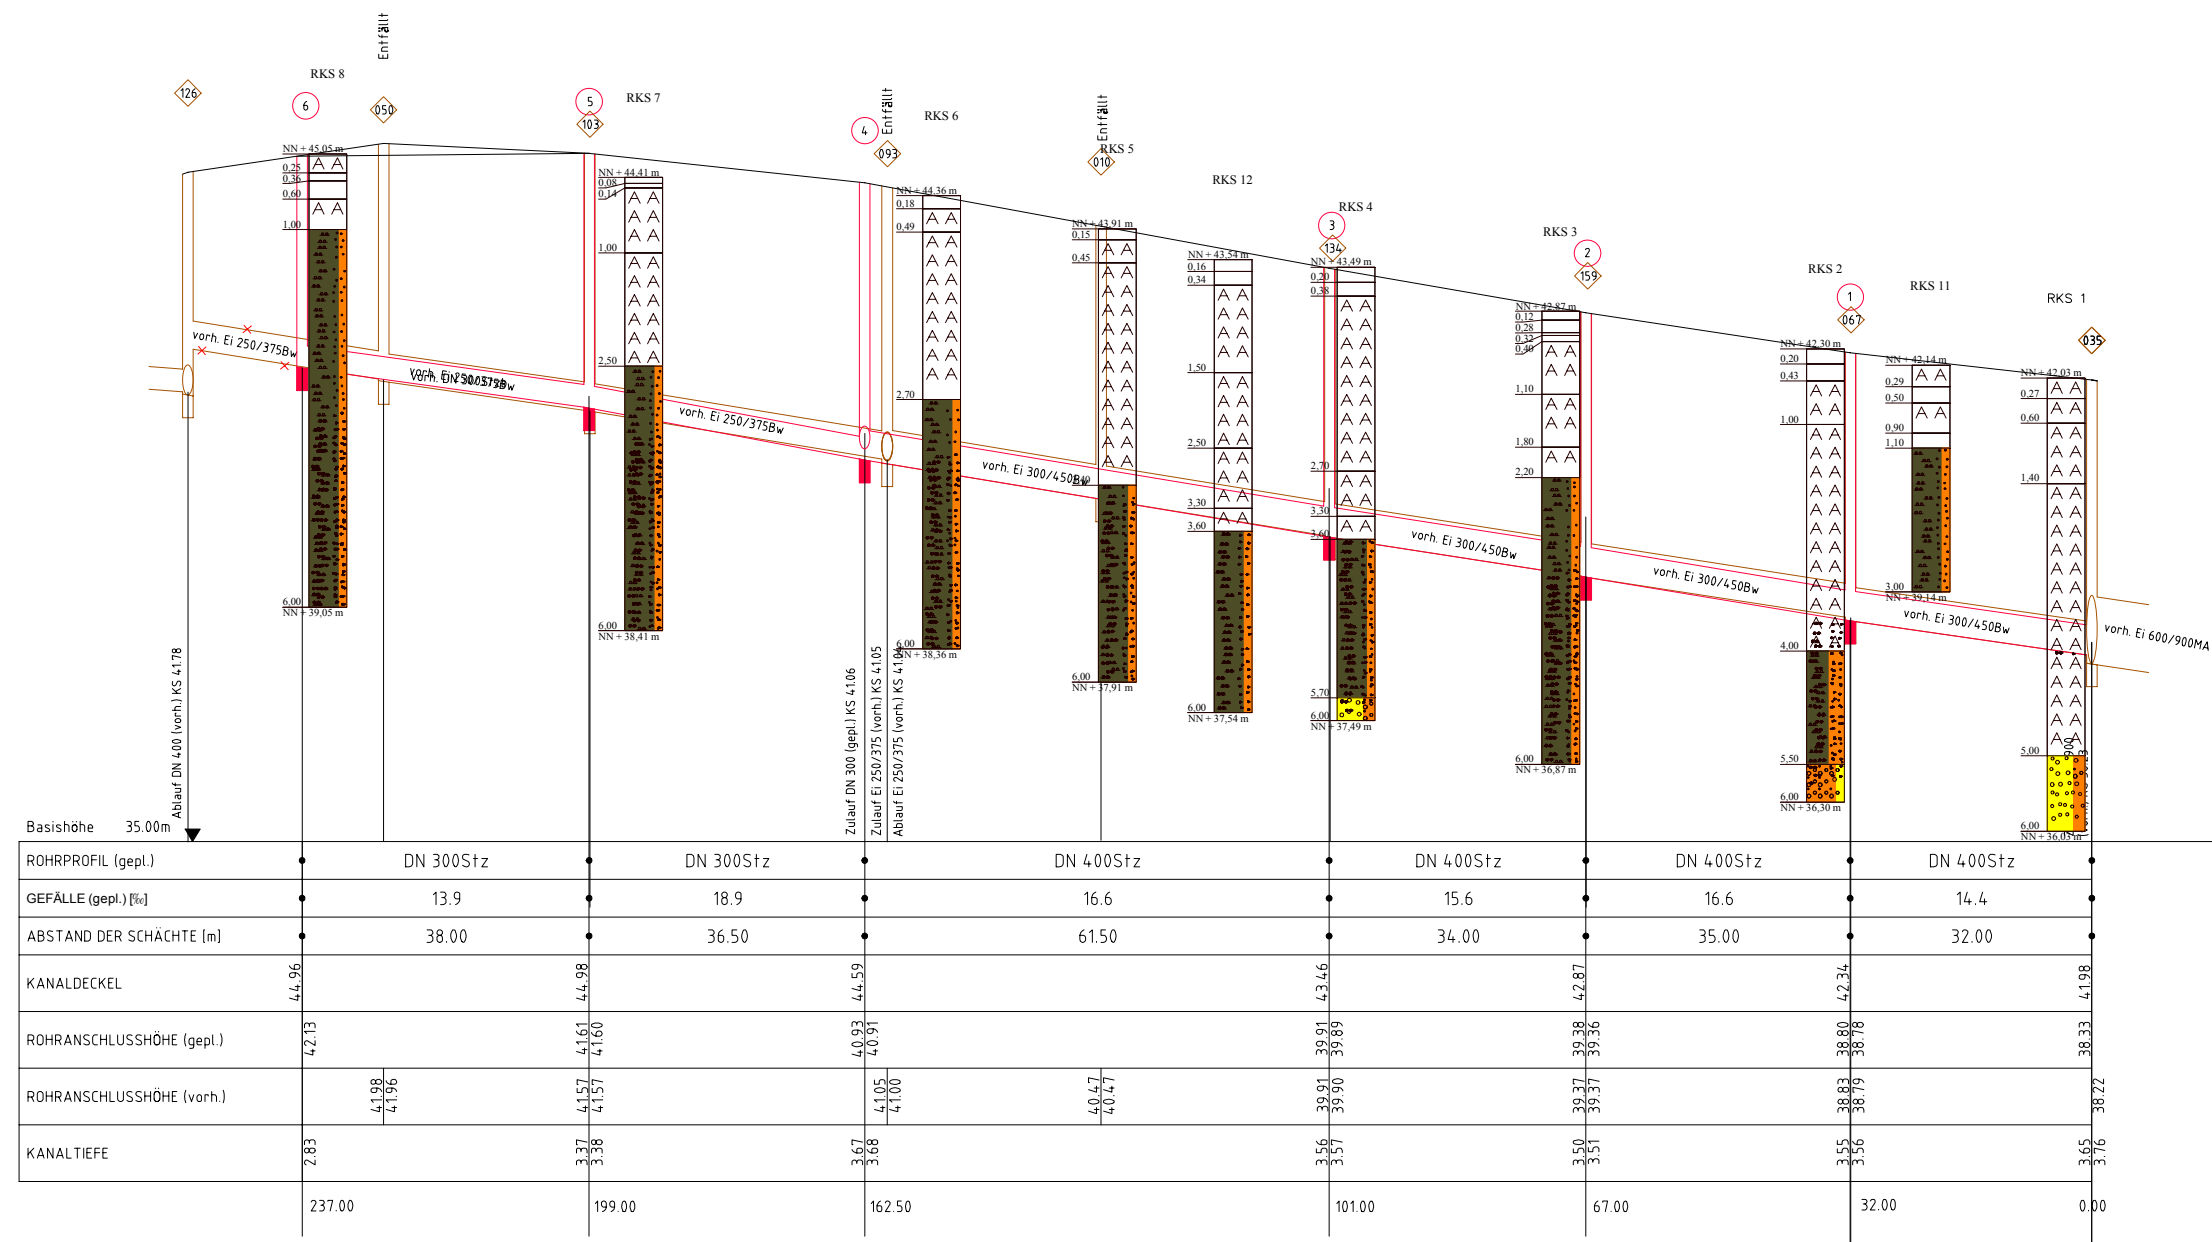 Entfällt
RKS 8
126
6
050
5
103
RKS 7
4
Entfällt
093
RKS 6
Entfällt
010
RKS 5
RKS 12
RKS 4
3
134
RKS 3
2
159
RKS 2
1
067
RKS 11
RKS 1
035
NN + 45,05 m
0,25
0,36
0,60
1,00
6,00
NN + 39,05 m
NN + 44,41 m
0,08
0,14
1,00
2,50
6,00
NN + 38,41 m
NN + 44,36 m
0,18
0,49
2,70
6,00
NN + 38,36 m
NN + 43,91 m
0,15
0,45
6,00
NN + 37,91 m
NN + 43,54 m
0,16
0,34
1,50
2,50
3,30
3,60
6,00
NN + 37,54 m
NN + 43,49 m
0,20
0,38
2,70
3,30
3,60
5,70
6,00
NN + 37,49 m
NN + 42,87 m
0,12
0,28
0,32
0,40
1,10
1,80
2,20
6,00
NN + 36,87 m
NN + 42,30 m
0,20
0,43
1,00
4,00
5,50
6,00
NN + 36,30 m
NN + 42,14 m
0,29
0,50
0,90
1,10
3,00
NN + 39,14 m
NN + 42,03 m
0,27
0,60
1,40
5,00
6,00
NN + 36,03 m
vorh. Ei 250/375Bw
vorh. Ei 250/375Bw
vorh. DN 300Stzb
vorh. Ei 250/375Bw
vorh. Ei 300/450Bw
vorh. Ei 300/450Bw
vorh. Ei 300/450Bw
vorh. Ei 300/450Bw
vorh. Ei 600/900MA
Ablauf DN 400 (vorh.) KS 41.78
Zulauf DN 300 (gepl.) KS 41.06
Zulauf Ei 250/375 (vorh.) KS 41.05
Ablauf Ei 250/375 (vorh.) KS 41.04
Basishöhe 35.00m
ROHRPROFIL (gepl.) DN 300Stz DN 300Stz DN 400Stz DN 400Stz DN 400Stz DN 400Stz
GEFÄLLE (gepl.) [‰] 13.9 18.9 16.6 15.6 16.6 14.4
ABSTAND DER SCHÄCHTE [m] 38.00 36.50 61.50 34.00 35.00 32.00
KANALDECKEL 44.96 44.98 44.59 43.46 42.87 42.34 41.98
ROHRANSCHLUSSHÖHE (gepl.) 42.13 41.61 41.60 40.93 40.91 39.91 39.89 39.38 39.36 38.80 38.78 38.33
ROHRANSCHLUSSHÖHE (vorh.) 41.98 41.96 41.57 41.57 41.05 41.00 40.47 40.47 39.91 39.90 39.37 39.37 38.83 38.79 38.22
KANALTIEFE 2.83 3.37 3.38 3.67 3.68 3.56 3.57 3.50 3.51 3.55 3.56 3.65 3.76
237.00 199.00 162.50 101.00 67.00 32.00 0.00